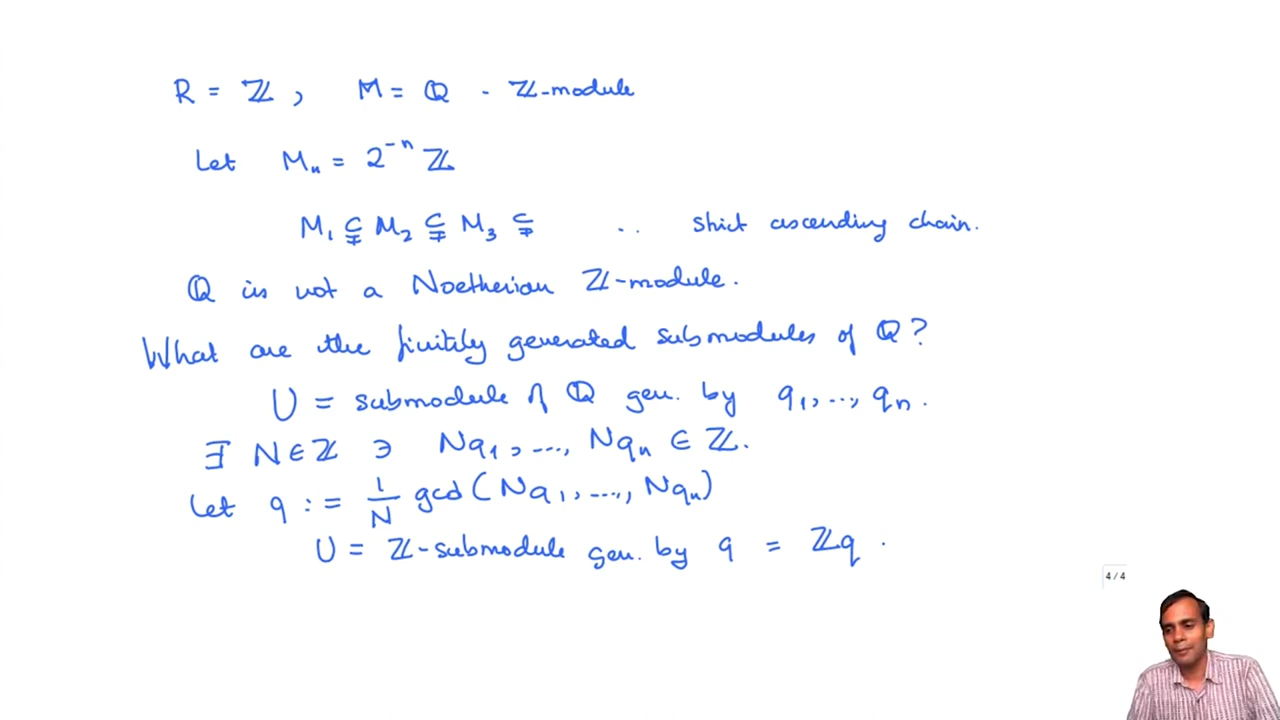 R = ℤ, M = ℚ - ℤ-module
Let Mₙ = 2⁻ⁿ ℤ
M₁ ⊊ M₂ ⊊ M₃ ⊊ .. strict ascending chain.
ℚ is not a Noetherian ℤ-module.
What are the finitely generated submodules of ℚ?
U = submodule of ℚ gen. by q₁, ..., qₙ.
∃ N ∈ ℤ ∋ Nq₁, ..., Nqₙ ∈ ℤ.
Let q := 1/N gcd(Nq₁, ..., Nqₙ)
U = ℤ-submodule gen. by q = ℤq.
4/4